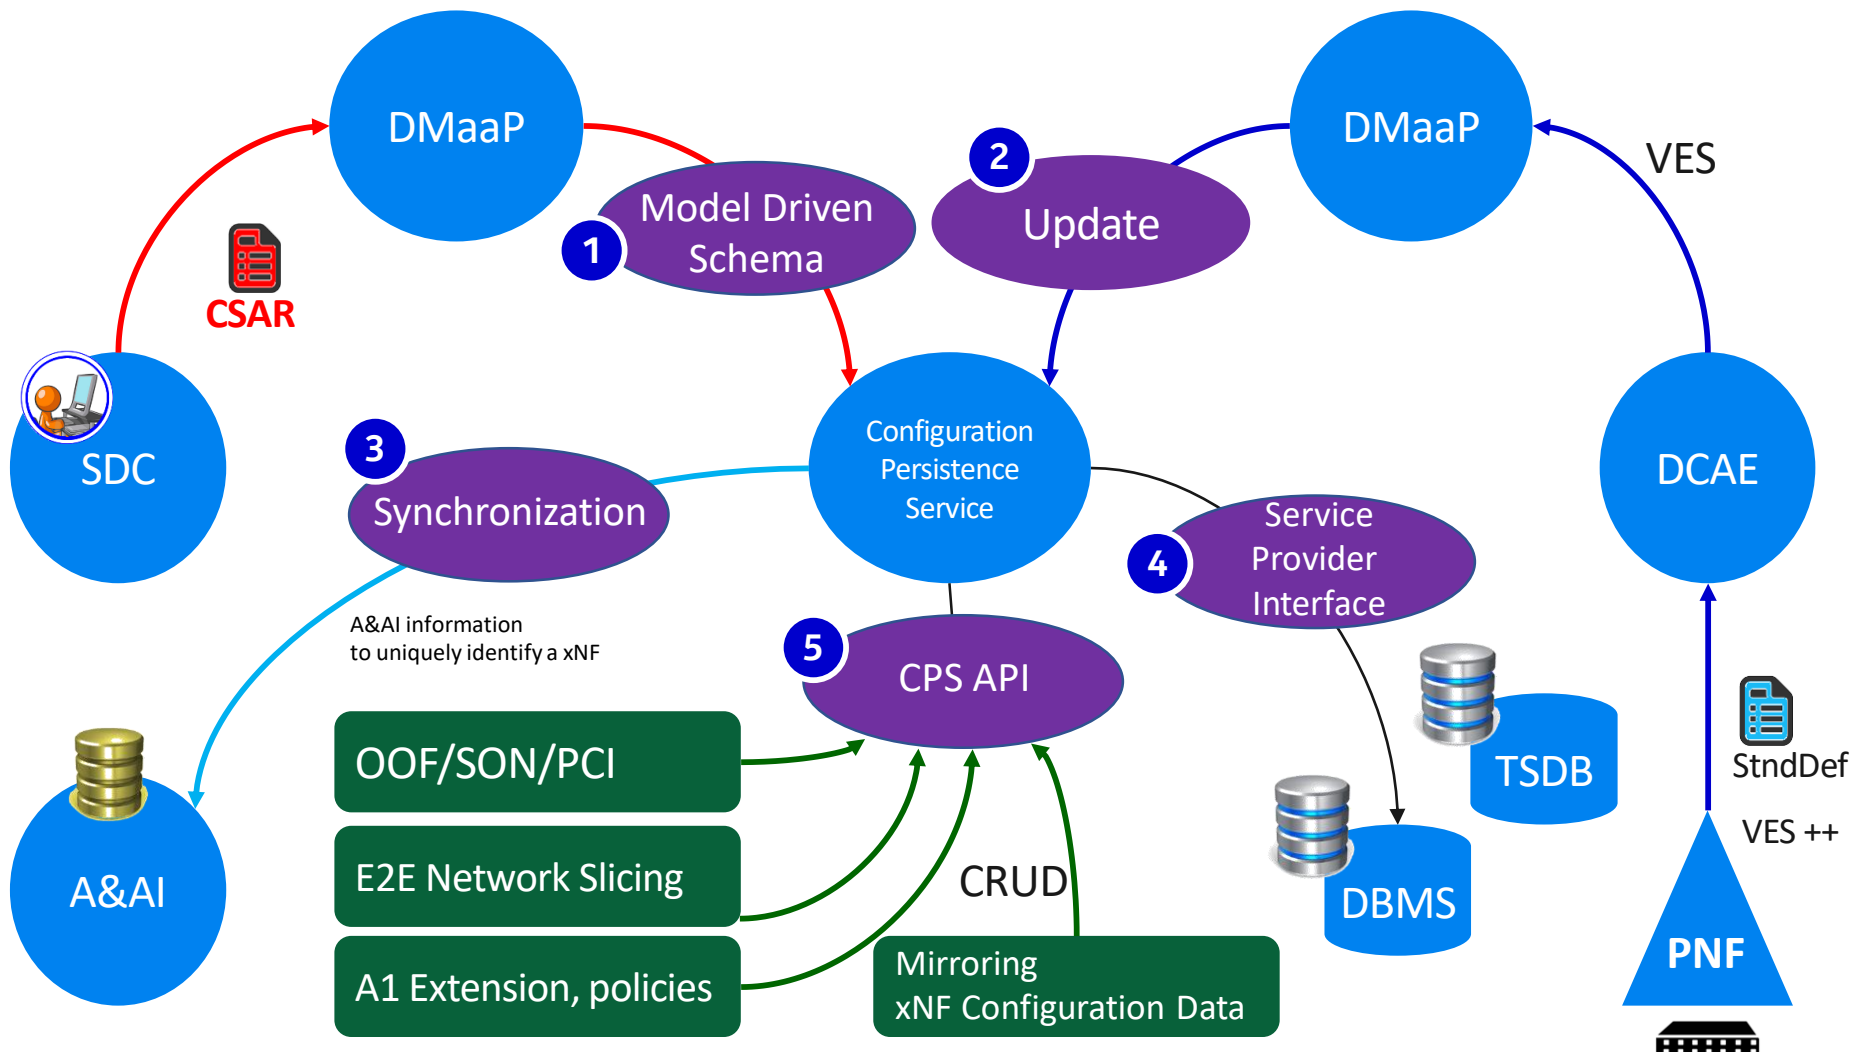 DMaaP
DMaaP
VES
2
Model Driven
Schema
Update
1
CSAR
Configuration
Persistence
Service
3
SDC
DCAE
Synchronization
Service
Provider
Interface
4
A&AI information
to uniquely identify a xNF
5
CPS API
OOF/SON/PCI
TSDB
StndDef
VES ++
E2E Network Slicing
CRUD
A&AI
DBMS
PNF
A1 Extension, policies
Mirroring
xNF Configuration Data